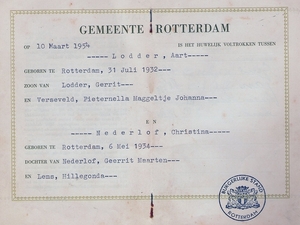 GEMEENTE ROTTERDAM
OP 10 Maart 1954 IS HET HUWELIJK VOLTROKKEN TUSSEN
-----Lodder, Aart-----
GEBOREN TE Rotterdam, 31 Juli 1932---
ZOON VAN Lodder, Gerrit---
EN Verseveld, Pieternella Maggeltje Johanna---
EN
-----Nederlof, Christina-----
GEBOREN TE Rotterdam, 6 Mei 1934---
DOCHTER VAN Nederlof, Geerrit Maarten---
EN Lens, Hillegonda---
BURGERLIJKE STAND
ROTTERDAM